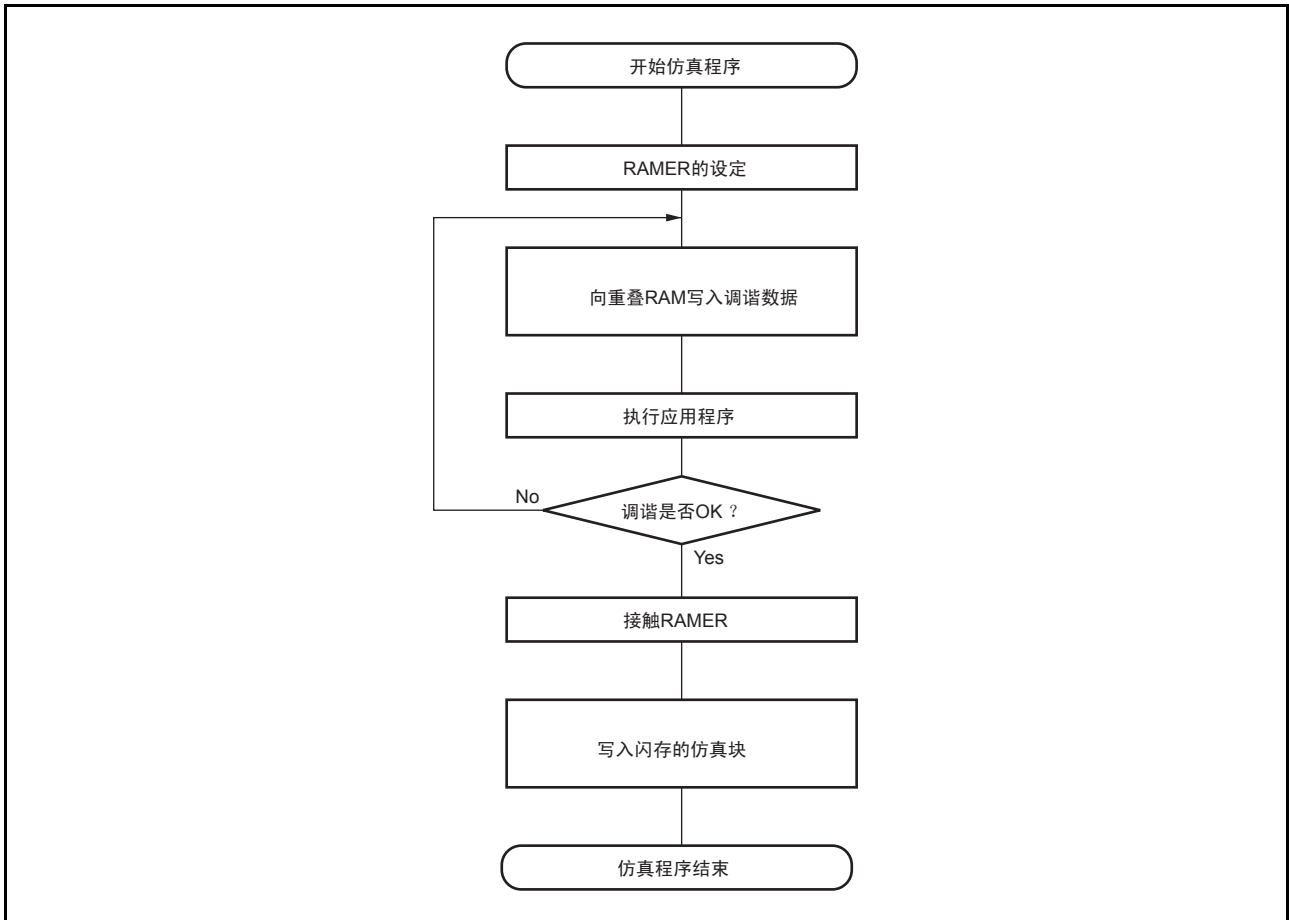 开始仿真程序
RAMER的设定
向重叠RAM写入调谐数据
执行应用程序
No
调谐是否OK ？
Yes
接触RAMER
写入闪存的仿真块
仿真程序结束